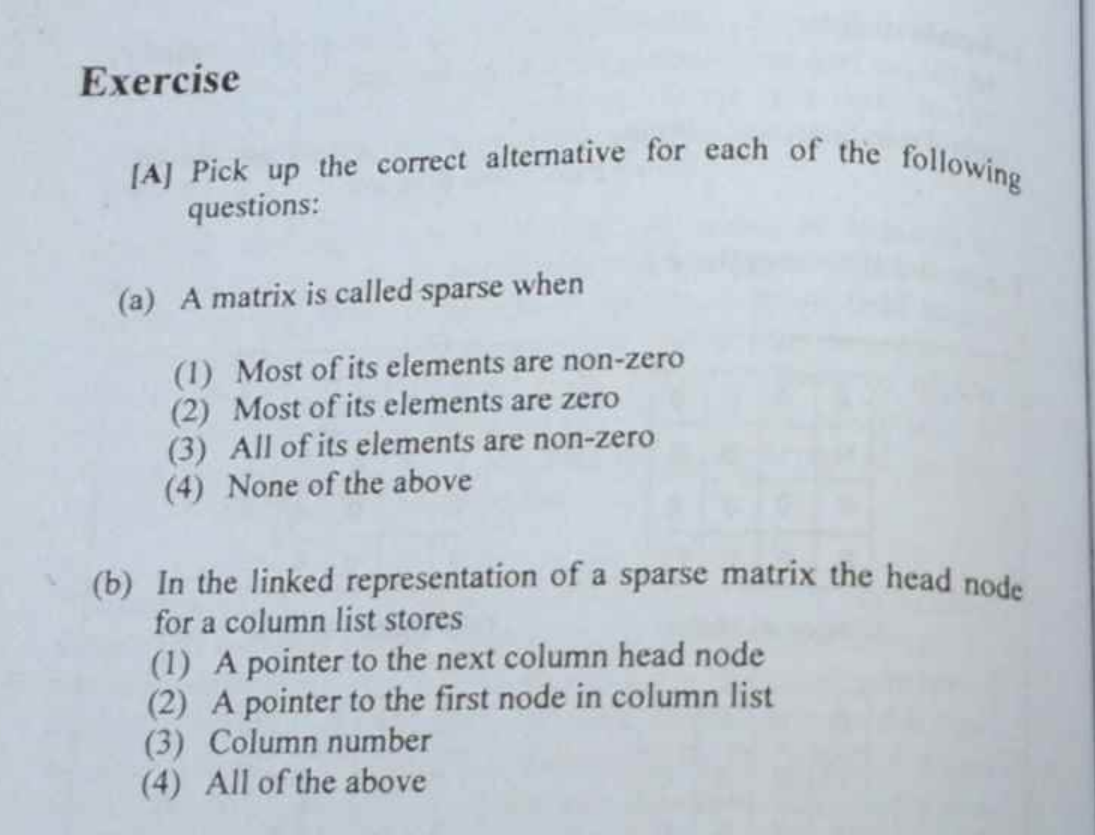 Exercise
[A] Pick up the correct alternative for each of the following
questions:
(a) A matrix is called sparse when
(1) Most of its elements are non-zero
(2) Most of its elements are zero
(3) All of its elements are non-zero
(4) None of the above
(b) In the linked representation of a sparse matrix the head node
for a column list stores
(1) A pointer to the next column head node
(2) A pointer to the first node in column list
(3) Column number
(4) All of the above